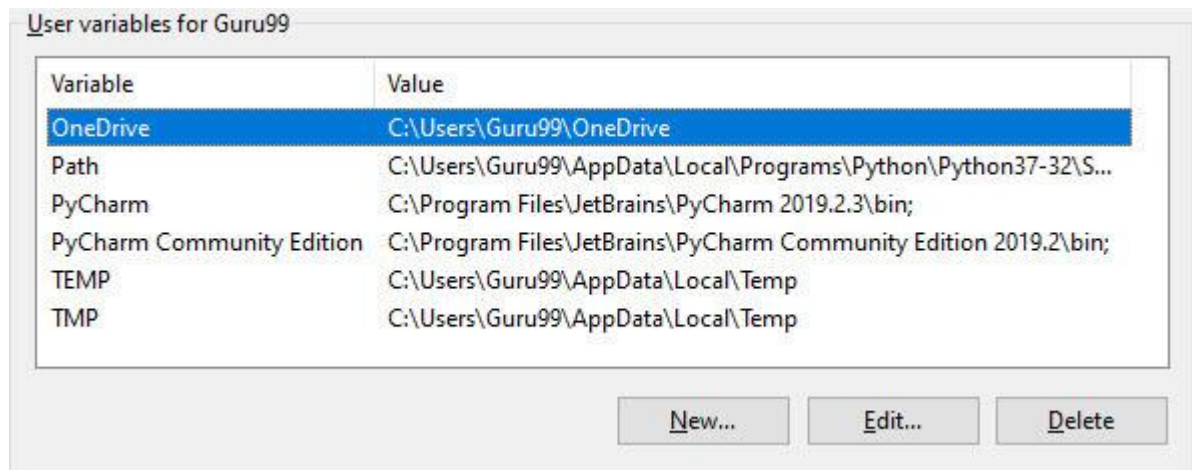 User variables for Guru99
Variable Value
OneDrive C:\Users\Guru99\OneDrive
Path C:\Users\Guru99\AppData\Local\Programs\Python\Python37-32\S...
PyCharm C:\Program Files\JetBrains\PyCharm 2019.2.3\bin;
PyCharm Community Edition C:\Program Files\JetBrains\PyCharm Community Edition 2019.2\bin;
TEMP C:\Users\Guru99\AppData\Local\Temp
TMP C:\Users\Guru99\AppData\Local\Temp
New... Edit... Delete